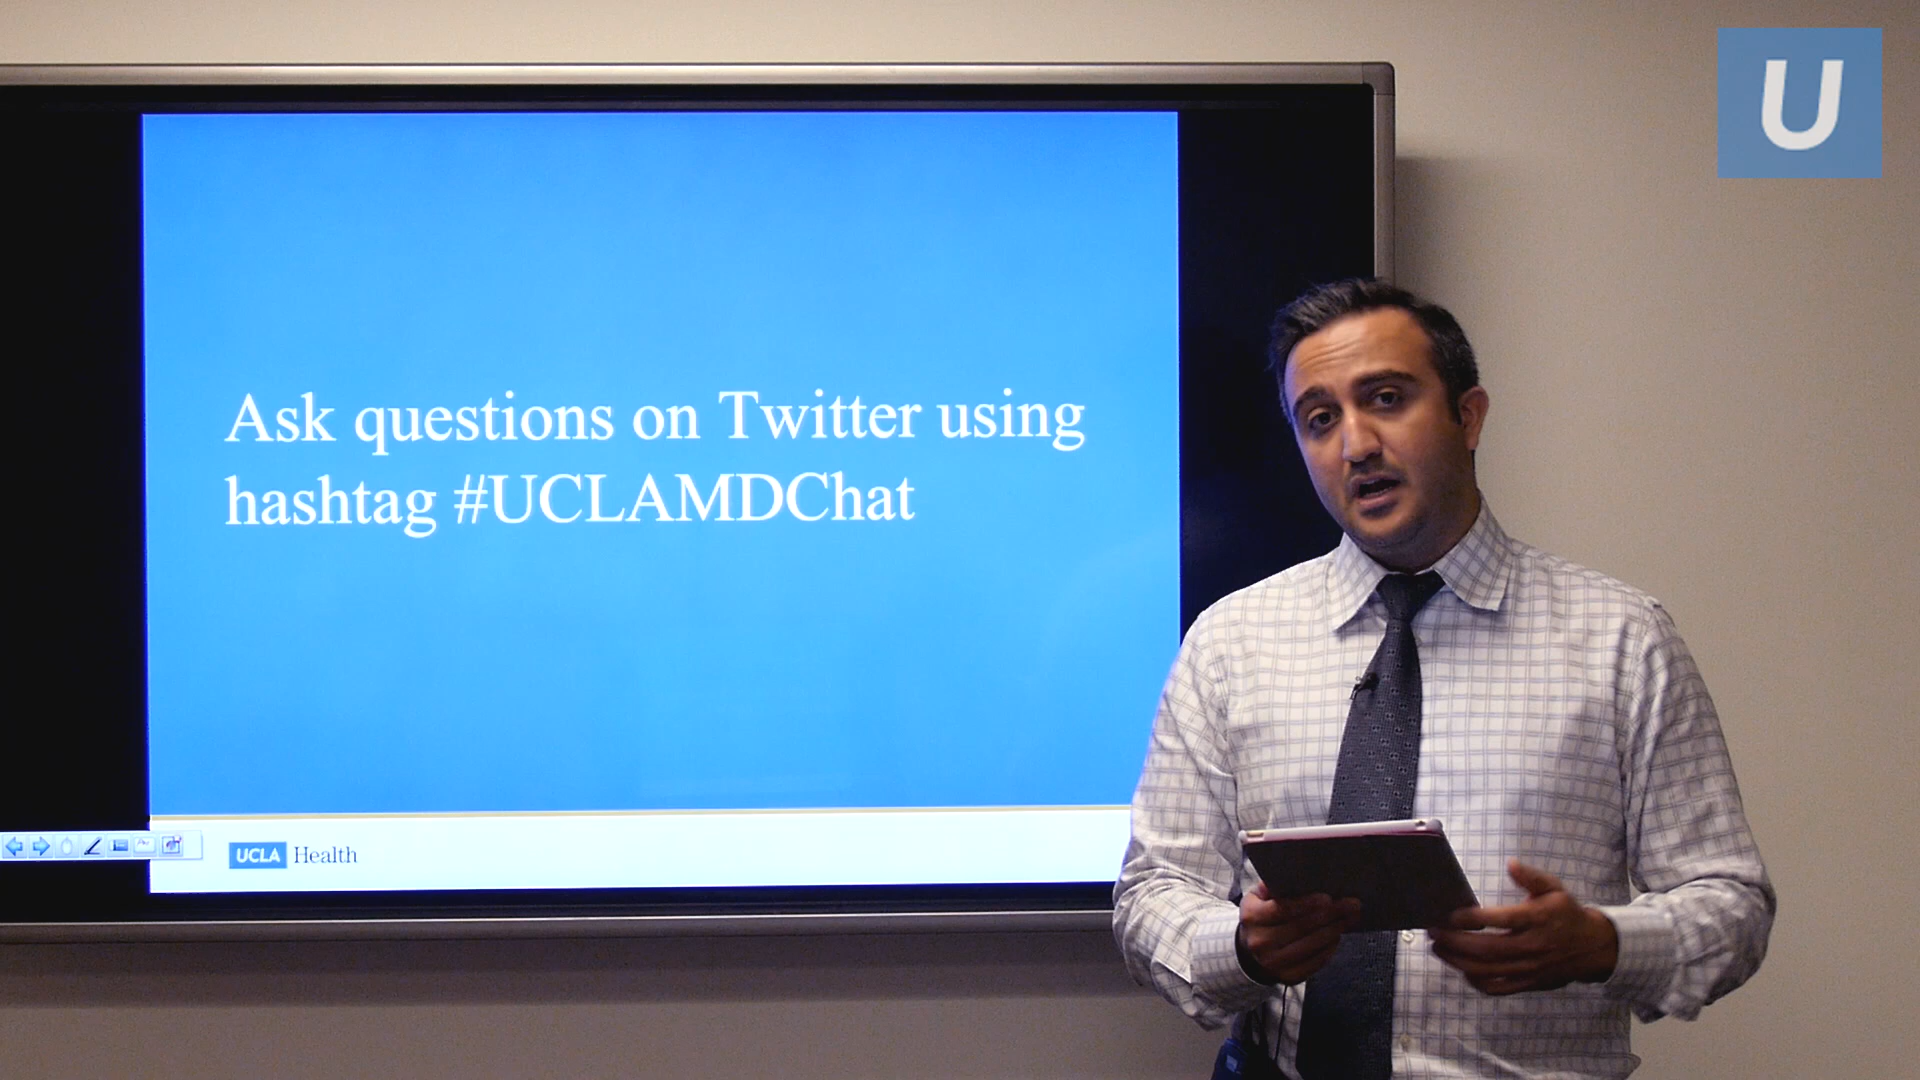 U
Ask questions on Twitter using
hashtag #UCLAMDChat
UCLA Health